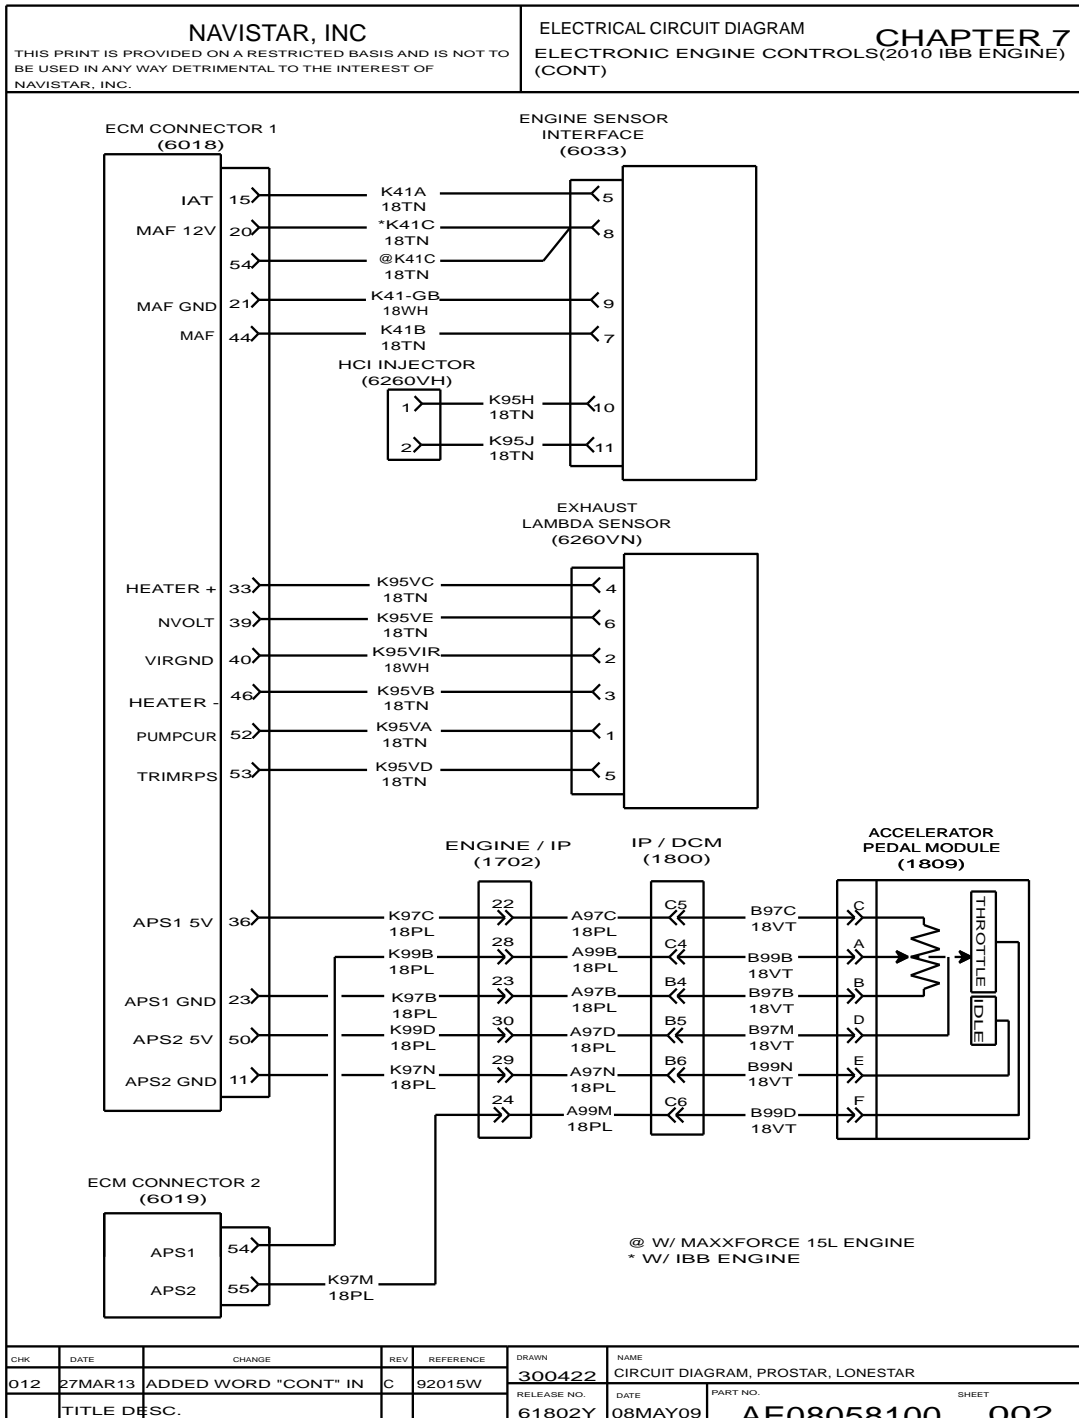 NAVISTAR, INC
THIS PRINT IS PROVIDED ON A RESTRICTED BASIS AND IS NOT TO
BE USED IN ANY WAY DETRIMENTAL TO THE INTEREST OF
NAVISTAR, INC.
ELECTRICAL CIRCUIT DIAGRAM
CHAPTER 7
ELECTRONIC ENGINE CONTROLS(2010 IBB ENGINE)
(CONT)
ECM CONNECTOR 1
(6018)
ENGINE SENSOR
INTERFACE
(6033)
IAT 15 K41A 5
18TN
MAF 12V 20 *K41C 8
18TN
54 @K41C
18TN
MAF GND 21 K41-GB 9
18WH
MAF 44 K41B 7
18TN
HCI INJECTOR
(6260VH)
1 K95H 10
18TN
2 K95J 11
18TN
EXHAUST
LAMBDA SENSOR
(6260VN)
HEATER + 33 K95VC 4
18TN
NVOLT 39 K95VE 6
18TN
VIRGND 40 K95VIR 2
18WH
HEATER - 46 K95VB 3
18TN
PUMPCUR 52 K95VA 1
18TN
TRIMRPS 53 K95VD 5
18TN
ENGINE / IP
(1702)
IP / DCM
(1800)
ACCELERATOR
PEDAL MODULE
(1809)
APS1 5V 36 K97C 22 A97C C5 B97C C
18PL 18PL 18VT
K99B 28 A99B C4 B99B A
18PL 18PL 18VT
APS1 GND 23 K97B 23 A97B B4 B97B B
18PL 18PL 18VT
APS2 5V 50 K99D 30 A97D B5 B97M D
18PL 18PL 18VT
APS2 GND 11 K97N 29 A97N B6 B99N E
18PL 18PL 18VT
24 A99M C6 B99D F
18PL 18VT
THROTTLE
IDLE
ECM CONNECTOR 2
(6019)
APS1 54
APS2 55 K97M
18PL
@ W/ MAXXFORCE 15L ENGINE
* W/ IBB ENGINE
CHK DATE CHANGE REV REFERENCE
012 27MAR13 ADDED WORD "CONT" IN C 92015W
TITLE DESC.
DRAWN
300422
NAME
CIRCUIT DIAGRAM, PROSTAR, LONESTAR
RELEASE NO. DATE PART NO. SHEET
61802Y 08MAY09 AF08058100 002